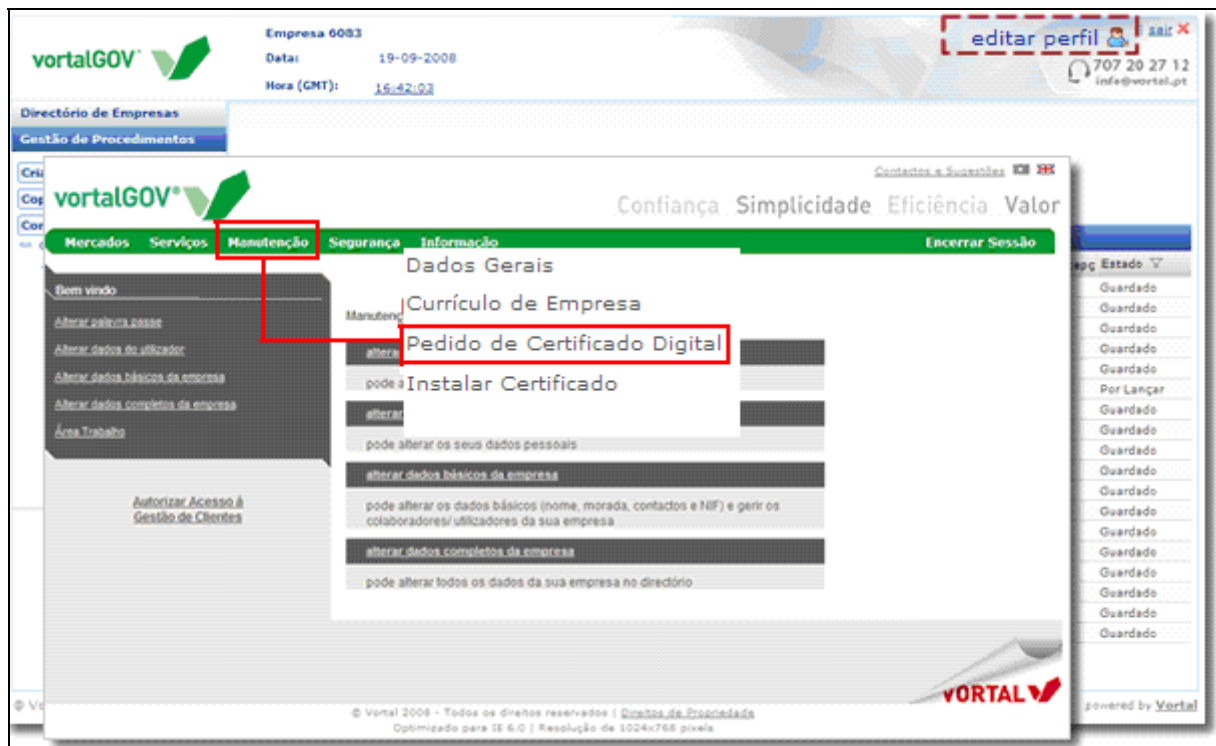 vortalGOV
Empresa 6083
Data: 19-09-2008
Hora (GMT): 16:42:03
editar perfil
sair
707 20 27 12
info@vortal.pt
Directório de Empresas
Gestão de Procedimentos
Estado
Guardado
Guardado
Guardado
Guardado
Guardado
Por Lançar
Guardado
Guardado
Guardado
Guardado
Guardado
Guardado
Guardado
Guardado
Guardado
Guardado
Guardado
Guardado
powered by Vortal
vortalGOV
Contactos e Sugestões
Confiança Simplicidade Eficiência Valor
Mercados Serviços Manutenção Segurança Informação Encerrar Sessão
Dados Gerais
Currículo de Empresa
Pedido de Certificado Digital
Instalar Certificado
Bem vindo
Alterar palavra passe
Alterar dados do utilizador
Alterar dados básicos da empresa
Alterar dados completos da empresa
Área Trabalho
Autorizar Acesso à
Gestão de Clientes
pode alterar os seus dados pessoais
alterar dados básicos da empresa
pode alterar os dados básicos (nome, morada, contactos e NIF) e gerir os
colaboradores/ utilizadores da sua empresa
alterar dados completos da empresa
pode alterar todos os dados da sua empresa no directório
VORTAL
© Vortal 2008 - Todos os direitos reservados | Direitos de Propriedade
Optimizado para IE 6.0 | Resolução de 1024x768 pixels